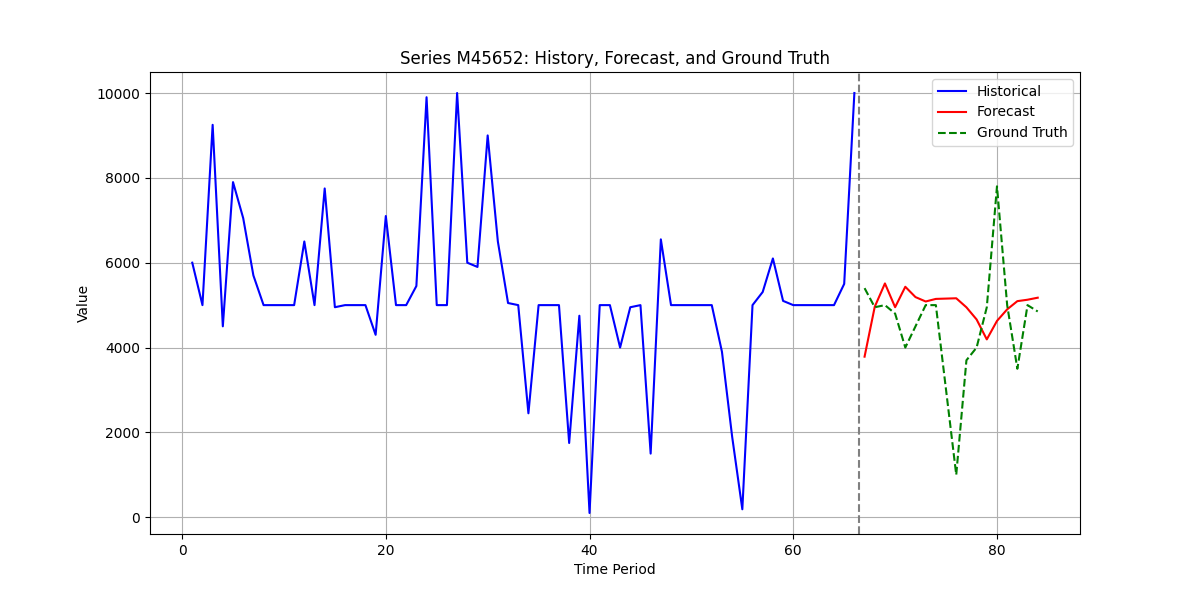 Series M45652: History, Forecast, and Ground Truth
Historical
Forecast
Ground Truth
10000
8000
6000
4000
2000
0
Value
0 20 40 60 80
Time Period